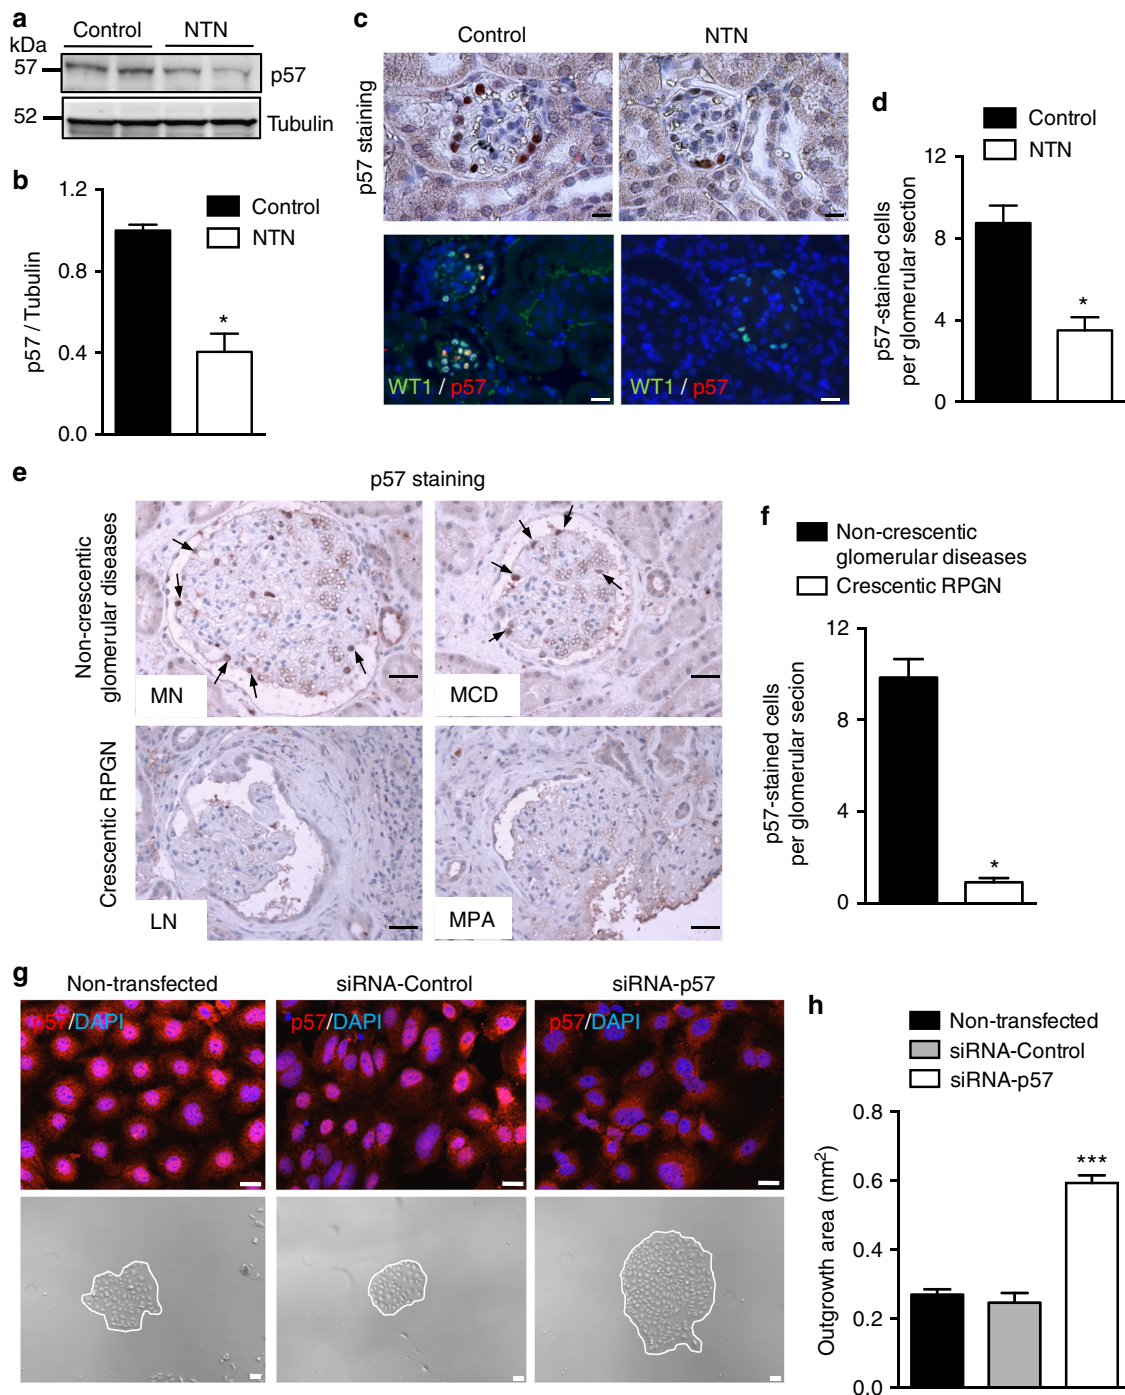 a
Control NTN
kDa
57
p57
52
Tubulin
b
1.2
0.8
0.4
0.0
p57 / Tubulin
Control
NTN
*
c
Control NTN
p57 staining
WT1 / p57
WT1 / p57
d
Control
NTN
12
8
4
0
p57-stained cells
per glomerular section
*
e
p57 staining
Non-crescentic
glomerular diseases
MN
MCD
Crescentic RPGN
LN
MPA
f
Non-crescentic
glomerular diseases
Crescentic RPGN
12
8
4
0
p57-stained cells
per glomerular secion
*
g
Non-transfected siRNA-Control siRNA-p57
p57/DAPI
p57/DAPI
p57/DAPI
h
Non-transfected
siRNA-Control
siRNA-p57
0.8
0.6
0.4
0.2
0.0
Outgrowth area (mm²)
***